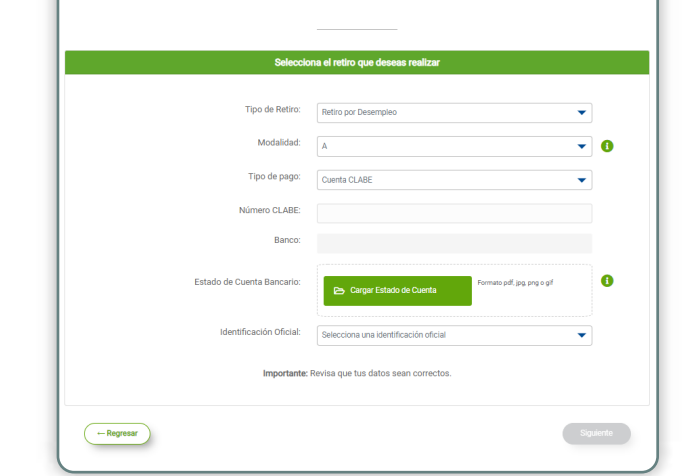 Selecciona el retiro que deseas realizar
Tipo de Retiro: Retiro por Desempleo
Modalidad: A
Tipo de pago: Cuenta CLABE
Número CLABE:
Banco:
Estado de Cuenta Bancario: Cargar Estado de Cuenta Formato pdf, jpg, png o gif
Identificación Oficial: Selecciona una identificación oficial
Importante: Revisa que tus datos sean correctos.
← Regresar Siguiente